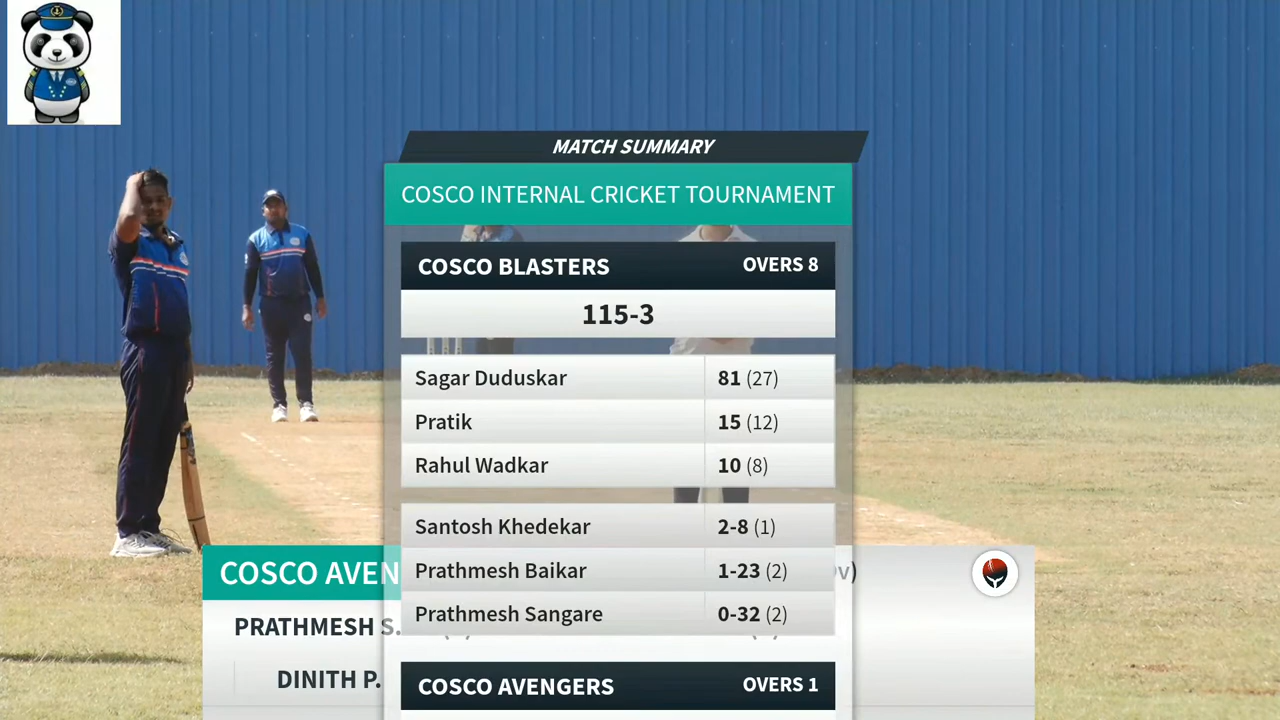 MATCH SUMMARY
COSCO INTERNAL CRICKET TOURNAMENT
COSCO BLASTERS OVERS 8
115-3
Sagar Duduskar 81 (27)
Pratik 15 (12)
Rahul Wadkar 10 (8)
Santosh Khedekar 2-8 (1)
Prathmesh Baikar 1-23 (2)
Prathmesh Sangare 0-32 (2)
COSCO AVEN
PRATHMESH S.
DINITH P.
COSCO AVENGERS OVERS 1